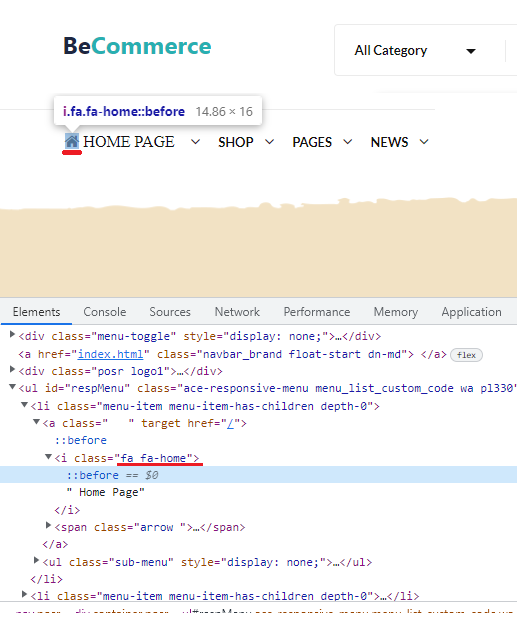 BeCommerce
All Category
i.fa.fa-home::before 14.86 × 16
HOME PAGE SHOP PAGES NEWS
Elements Console Sources Network Performance Memory Application
<div class="menu-toggle" style="display: none;">…</div>
<a href="index.html" class="navbar_brand float-start dn-md"> </a> flex
<div class="posr logo1">…</div>
<ul id="respMenu" class="ace-responsive-menu menu_list_custom_code wa pl330"
<li class="menu-item menu-item-has-children depth-0">
<a class="   " target href="/">
::before
<i class="fa fa-home">
::before == $0
" Home Page"
</i>
<span class="arrow ">…</span>
</a>
<ul class="sub-menu" style="display: none;">…</ul>
</li>
<li class="menu-item menu-item-has-children depth-0">…</li>